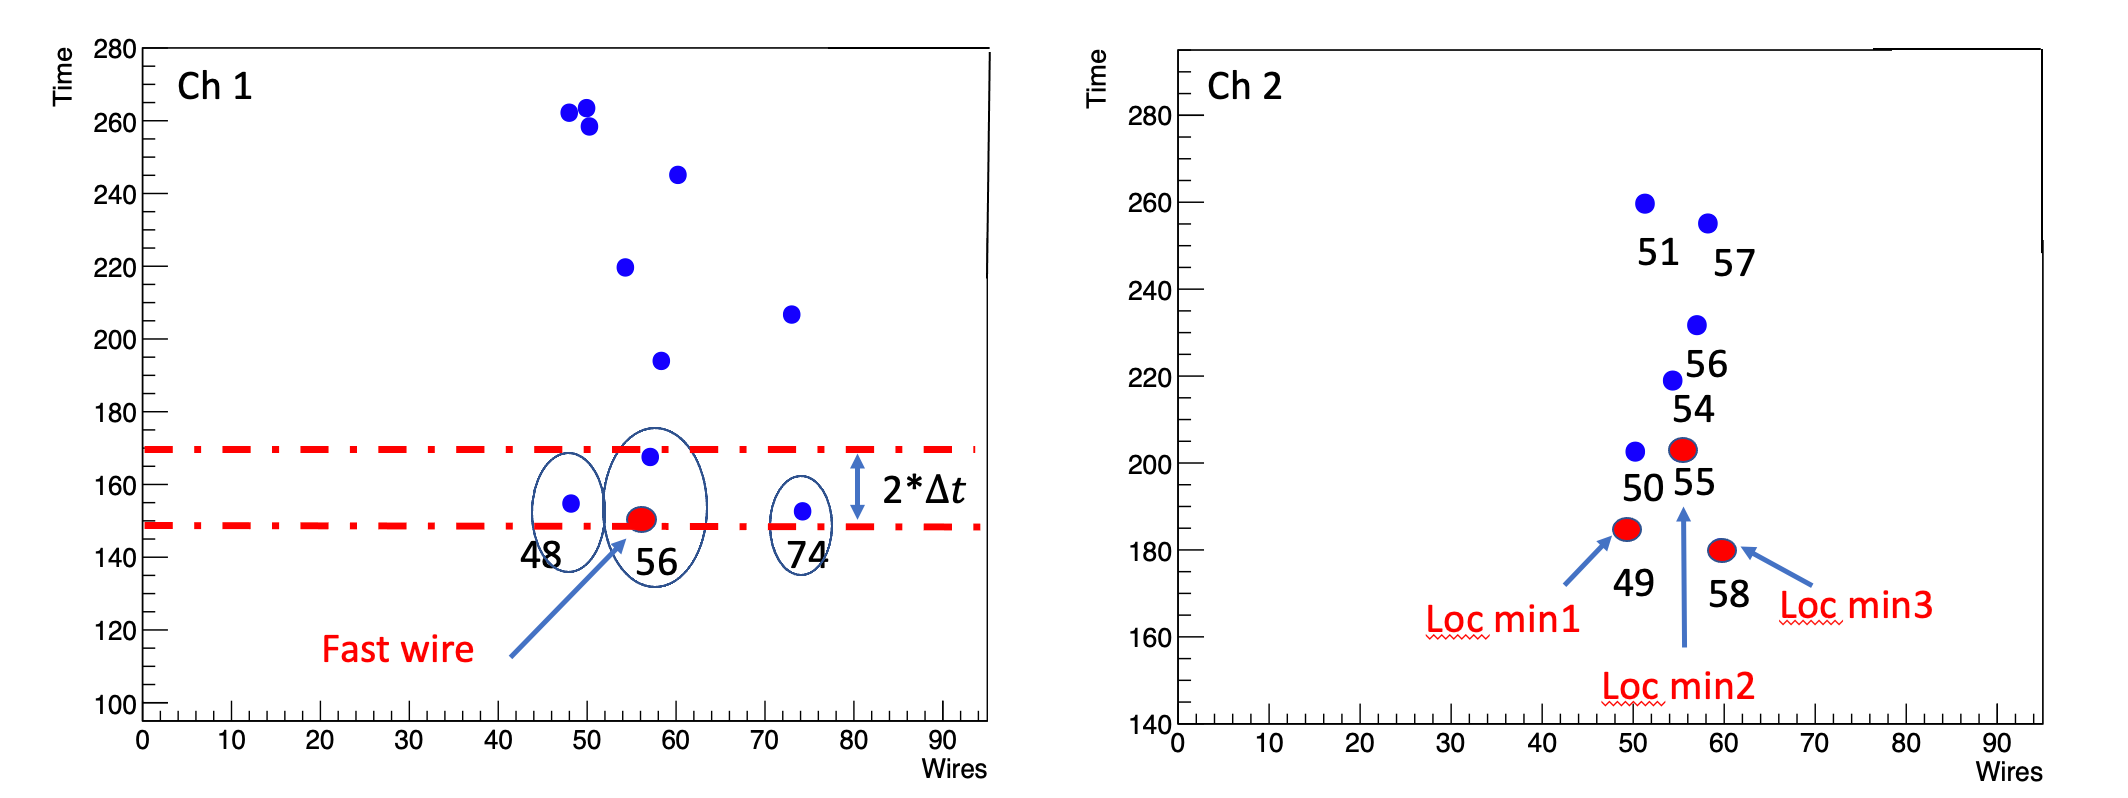 Time
Ch 1
280
260
240
220
200
180
160
140
120
100
2*Δt
48
56
74
Fast wire
0 10 20 30 40 50 60 70 80 90
Wires
Time
Ch 2
280
260
240
220
200
180
160
140
51
57
56
54
50 55
49
58
Loc min1
Loc min3
Loc min2
0 10 20 30 40 50 60 70 80 90
Wires